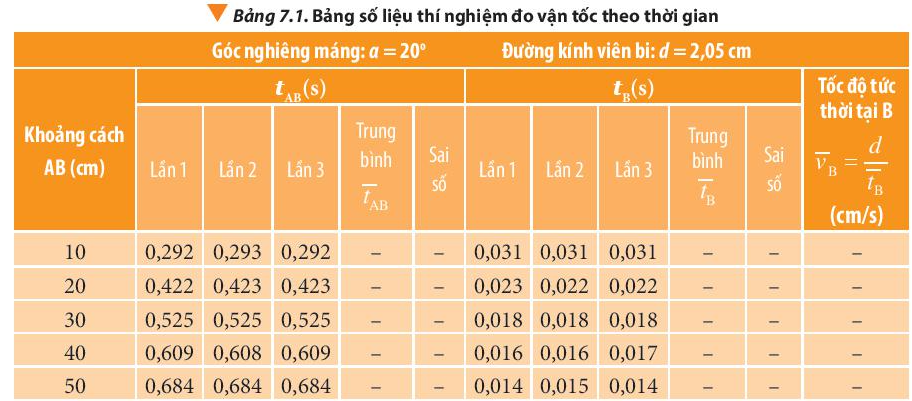 ▼ Bảng 7.1. Bảng số liệu thí nghiệm đo vận tốc theo thời gian
Góc nghiêng máng: α = 20° Đường kính viên bi: d = 2,05 cm
Khoảng cách AB (cm) t_AB(s) t_B(s) Tốc độ tức thời tại B v̅_B = d / t̅_B (cm/s)
Lần 1 Lần 2 Lần 3 Trung bình t̅_AB Sai số Lần 1 Lần 2 Lần 3 Trung bình t̅_B Sai số
10 0,292 0,293 0,292 – – 0,031 0,031 0,031 – – –
20 0,422 0,423 0,423 – – 0,023 0,022 0,022 – – –
30 0,525 0,525 0,525 – – 0,018 0,018 0,018 – – –
40 0,609 0,608 0,609 – – 0,016 0,016 0,017 – – –
50 0,684 0,684 0,684 – – 0,014 0,015 0,014 – – –